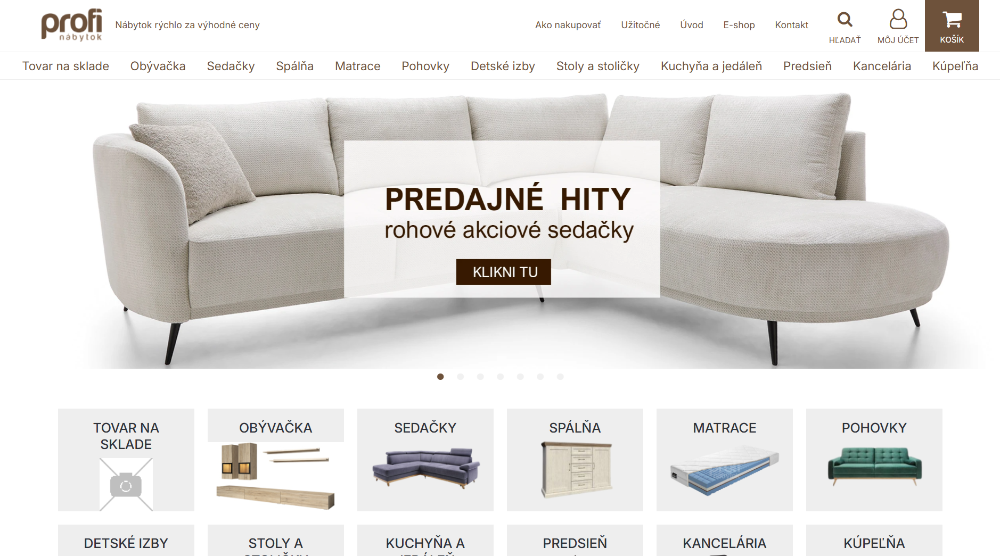 profi
nábytok
Nábytok rýchlo za výhodné ceny
Ako nakupovať
Užitočné
Úvod
E-shop
Kontakt
HĽADAŤ
MÔJ ÚČET
KOŠÍK
Tovar na sklade
Obývačka
Sedačky
Spálňa
Matrace
Pohovky
Detské izby
Stoly a stoličky
Kuchyňa a jedáleň
Predsieň
Kancelária
Kúpeľňa
PREDAJNÉ HITY
rohové akciové sedačky
KLIKNI TU
TOVAR NA
SKLADE
OBÝVAČKA
SEDAČKY
SPÁLŇA
MATRACE
POHOVKY
DETSKÉ IZBY
STOLY A
STOLIČKY
KUCHYŇA A
JEDÁLEŇ
PREDSIEŇ
KANCELÁRIA
KÚPEĽŇA